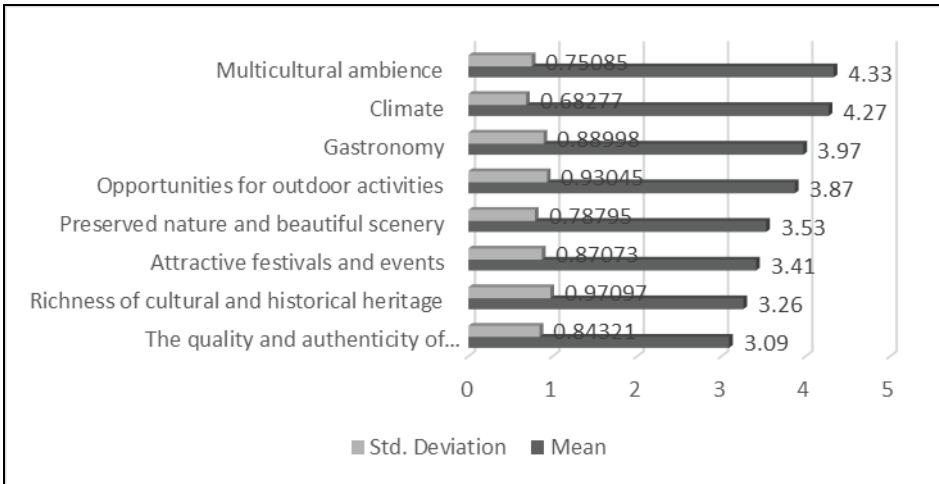 Multicultural ambience 0.75085 4.33
Climate 0.68277 4.27
Gastronomy 0.88998 3.97
Opportunities for outdoor activities 0.93045 3.87
Preserved nature and beautiful scenery 0.78795 3.53
Attractive festivals and events 0.87073 3.41
Richness of cultural and historical heritage 0.97097 3.26
The quality and authenticity of... 0.84321 3.09
0 1 2 3 4 5
Std. Deviation Mean